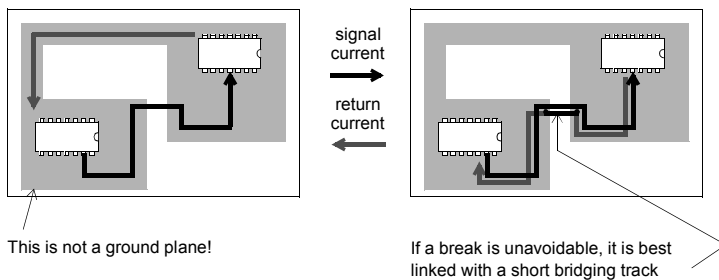 signal
current
return
current
This is not a ground plane!
If a break is unavoidable, it is best
linked with a short bridging track